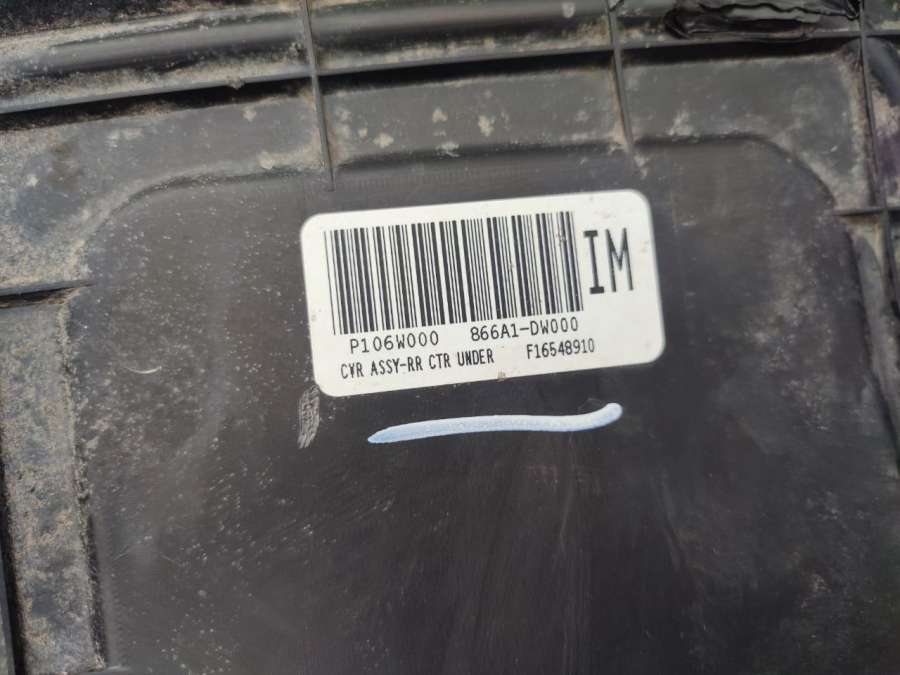 IM
P106W000 866A1-DW000
CVR ASSY-RR CTR UNDER F16548910